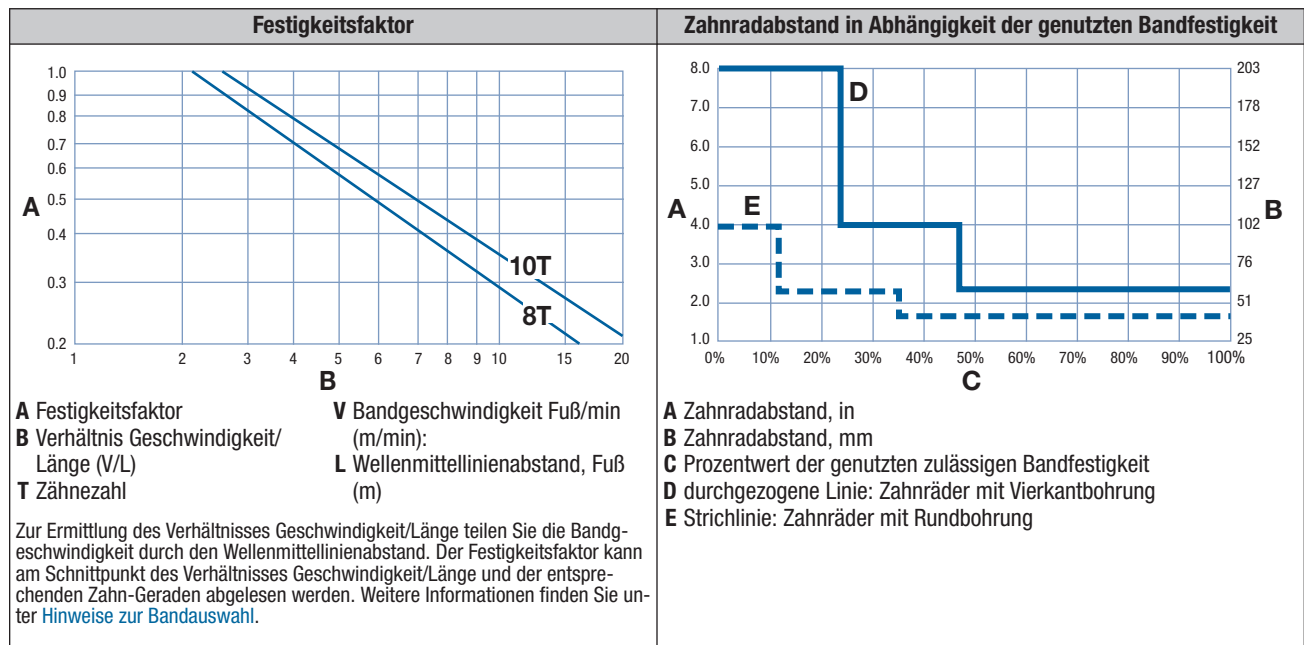 Festigkeitsfaktor
1.0
0.9
0.8
0.7
0.6
0.5
0.4
0.3
0.2
A
10T
8T
1 2 3 4 5 6 7 8 9 10 15 20
B
A Festigkeitsfaktor
B Verhältnis Geschwindigkeit/
Länge (V/L)
T Zähnezahl
V Bandgeschwindigkeit Fuß/min
(m/min):
L Wellenmittellinienabstand, Fuß
(m)
Zur Ermittlung des Verhältnisses Geschwindigkeit/Länge teilen Sie die Bandg-
eschwindigkeit durch den Wellenmittellinienabstand. Der Festigkeitsfaktor kann
am Schnittpunkt des Verhältnisses Geschwindigkeit/Länge und der entspre-
chenden Zahn-Geraden abgelesen werden. Weitere Informationen finden Sie un-
ter Hinweise zur Bandauswahl.
Zahnradabstand in Abhängigkeit der genutzten Bandfestigkeit
8.0
7.0
6.0
5.0
4.0
3.0
2.0
1.0
A
D
E
203
178
152
127
102
76
51
25
B
0% 10% 20% 30% 40% 50% 60% 70% 80% 90% 100%
C
A Zahnradabstand, in
B Zahnradabstand, mm
C Prozentwert der genutzten zulässigen Bandfestigkeit
D durchgezogene Linie: Zahnräder mit Vierkantbohrung
E Strichlinie: Zahnräder mit Rundbohrung